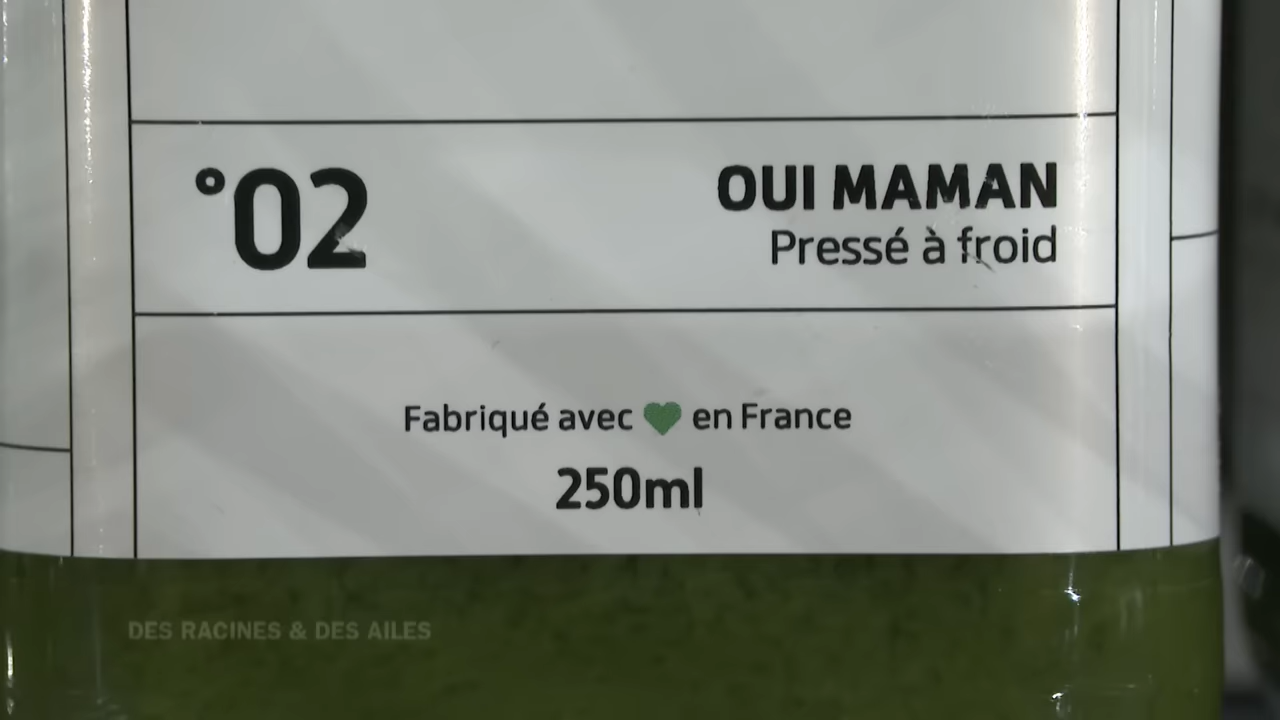 °02
OUI MAMAN
Pressé à froid
Fabriqué avec 💚 en France
250ml
DES RACINES & DES AILES